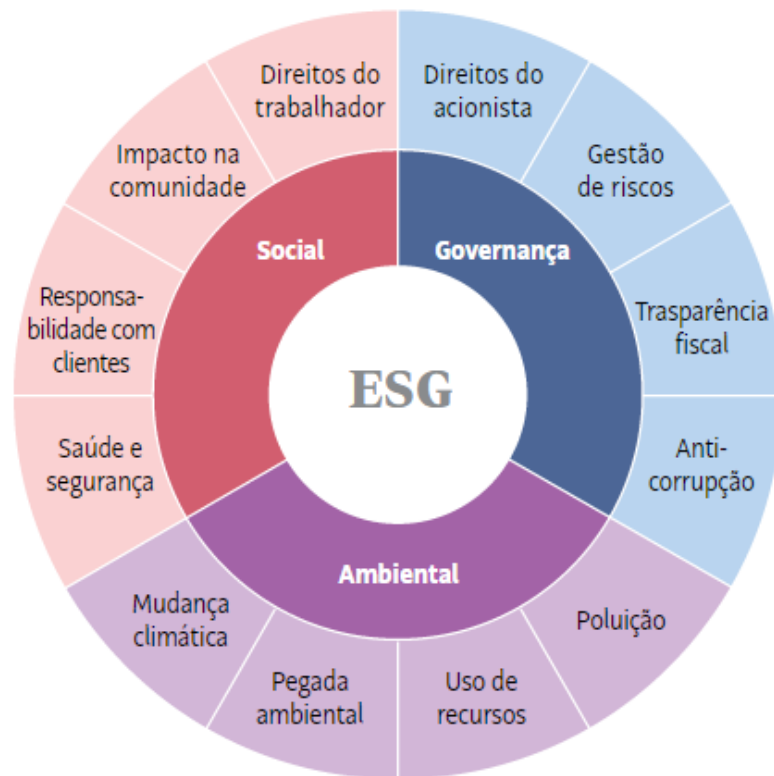 Direitos do
trabalhador
Direitos do
acionista
Impacto na
comunidade
Gestão
de riscos
Social
Governança
Responsa-
bilidade com
clientes
Trasparência
fiscal
ESG
Saúde e
segurança
Anti-
corrupção
Ambiental
Mudança
climática
Poluição
Pegada
ambiental
Uso de
recursos